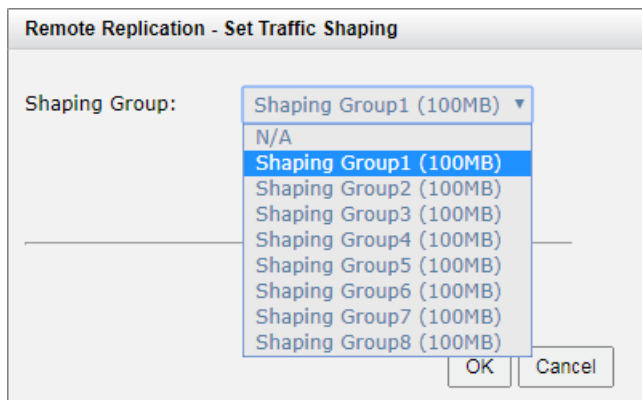 Remote Replication - Set Traffic Shaping
Shaping Group: Shaping Group1 (100MB)
N/A
Shaping Group1 (100MB)
Shaping Group2 (100MB)
Shaping Group3 (100MB)
Shaping Group4 (100MB)
Shaping Group5 (100MB)
Shaping Group6 (100MB)
Shaping Group7 (100MB)
Shaping Group8 (100MB)
OK Cancel